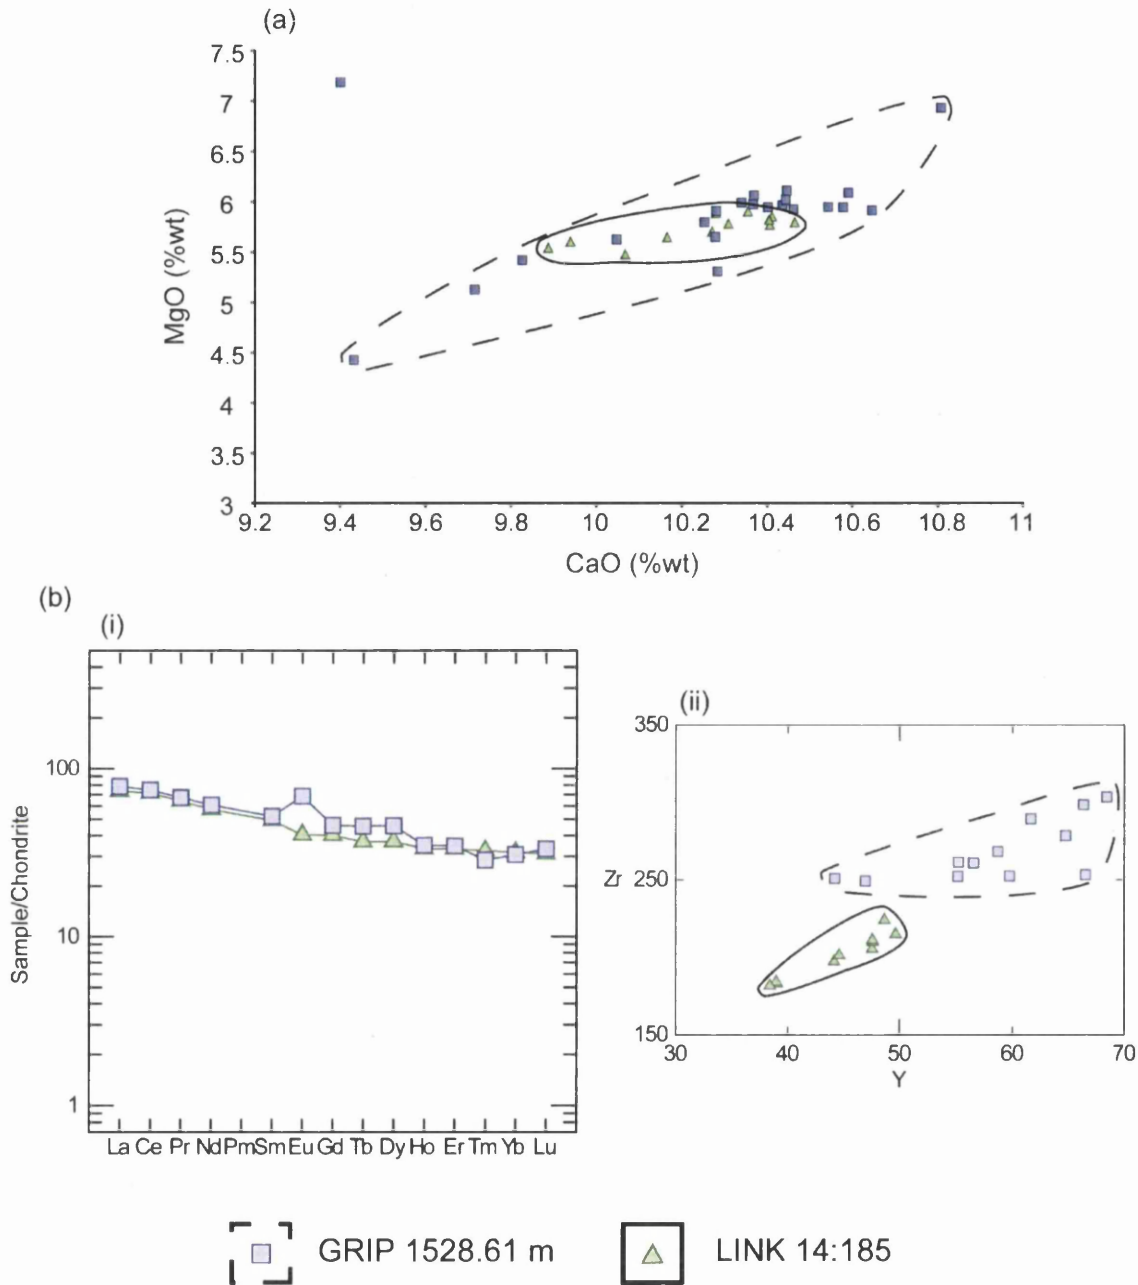 (a)
7.5
7
6.5
6
5.5
5
4.5
4
3.5
3
MgO (%wt)
9.2 9.4 9.6 9.8 10 10.2 10.4 10.6 10.8 11
CaO (%wt)
(b)
(i)
100
10
1
Sample/Chondrite
La Ce Pr Nd Pm Sm Eu Gd Tb Dy Ho Er Tm Yb Lu
(ii)
350
250
150
Zr
30 40 50 60 70
Y
GRIP 1528.61 m
LINK 14:185